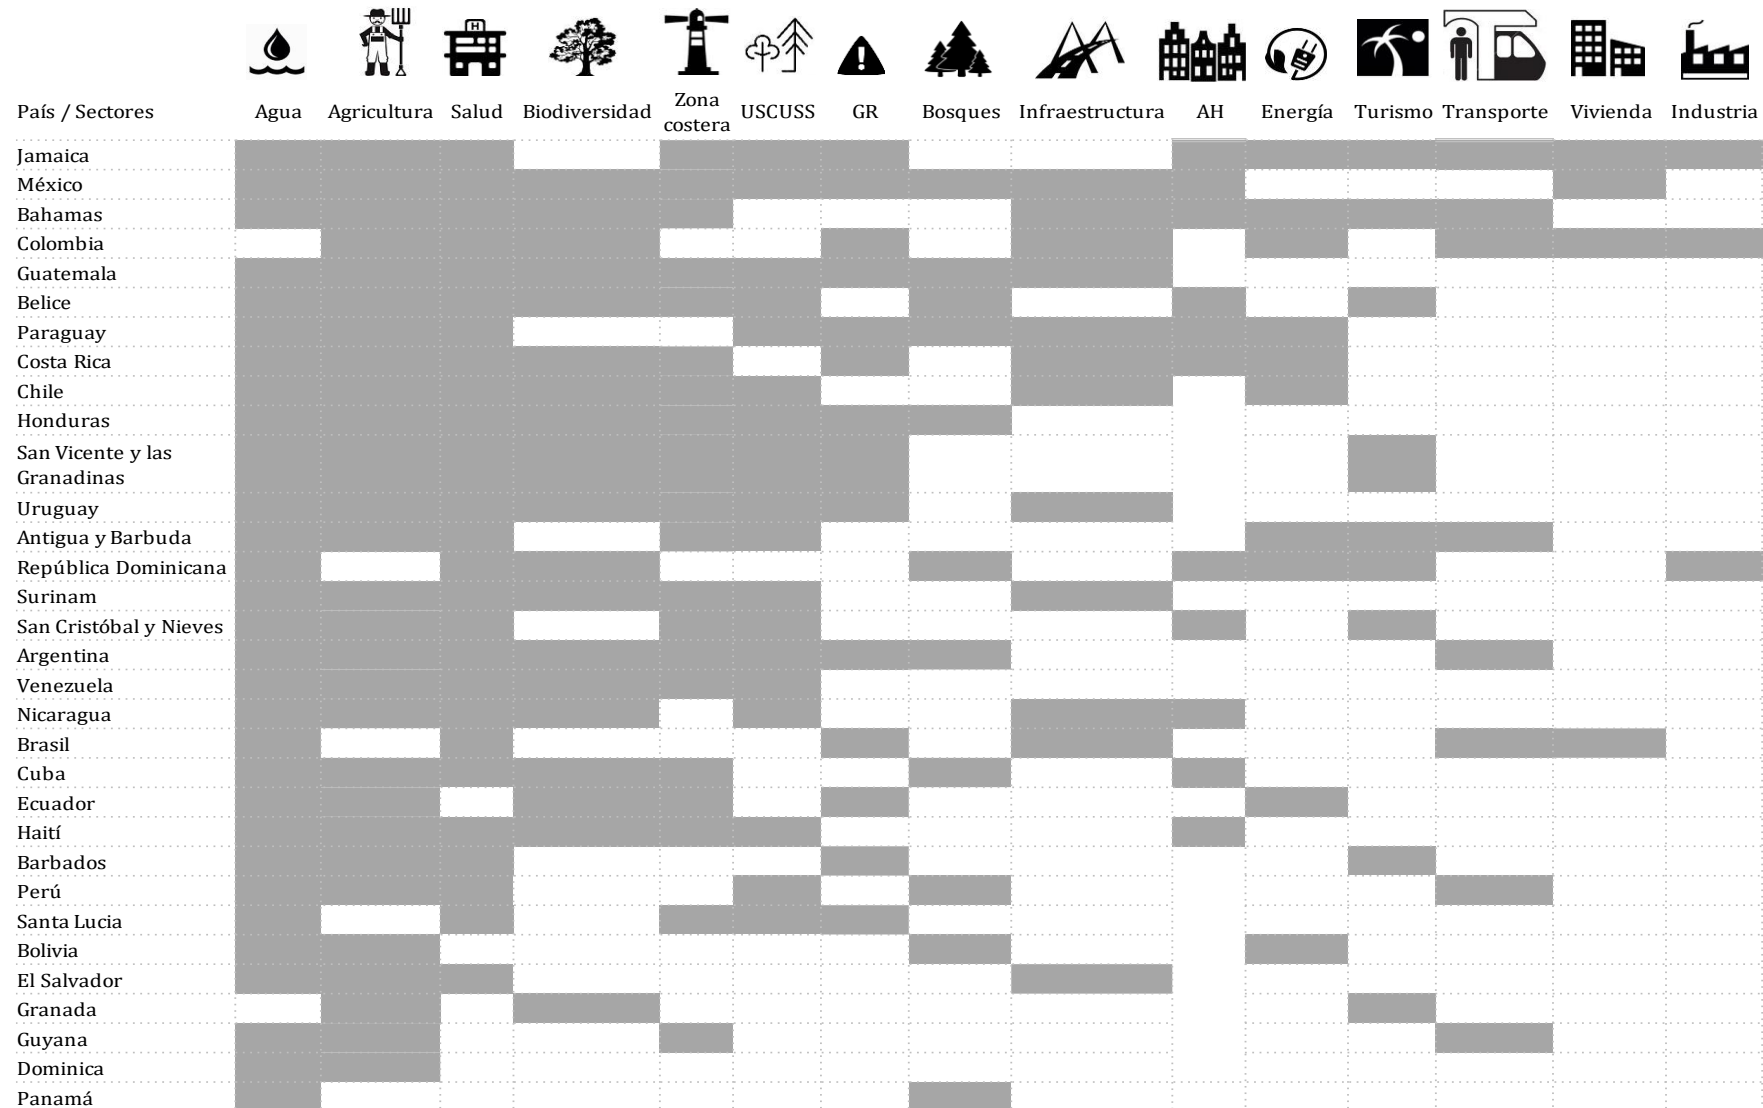 H
País / Sectores Agua Agricultura Salud Biodiversidad Zona costera USCUSS GR Bosques Infraestructura AH Energía Turismo Transporte Vivienda Industria
Jamaica
México
Bahamas
Colombia
Guatemala
Belice
Paraguay
Costa Rica
Chile
Honduras
San Vicente y las
Granadinas
Uruguay
Antigua y Barbuda
República Dominicana
Surinam
San Cristóbal y Nieves
Argentina
Venezuela
Nicaragua
Brasil
Cuba
Ecuador
Haití
Barbados
Perú
Santa Lucia
Bolivia
El Salvador
Granada
Guyana
Dominica
Panamá